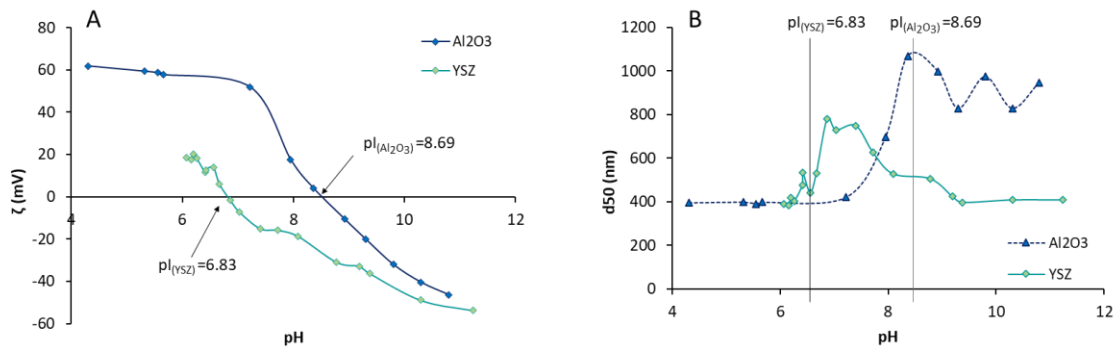 A
80
60
40
20
0
-20
-40
-60
ζ (mV)
4
6
8
10
12
pH
Al2O3
YSZ
pI(Al2O3)=8.69
pI(YSZ)=6.83
B
pI(YSZ)=6.83
pI(Al2O3)=8.69
1200
1000
800
600
400
200
0
d50 (nm)
4
6
8
10
12
pH
Al2O3
YSZ